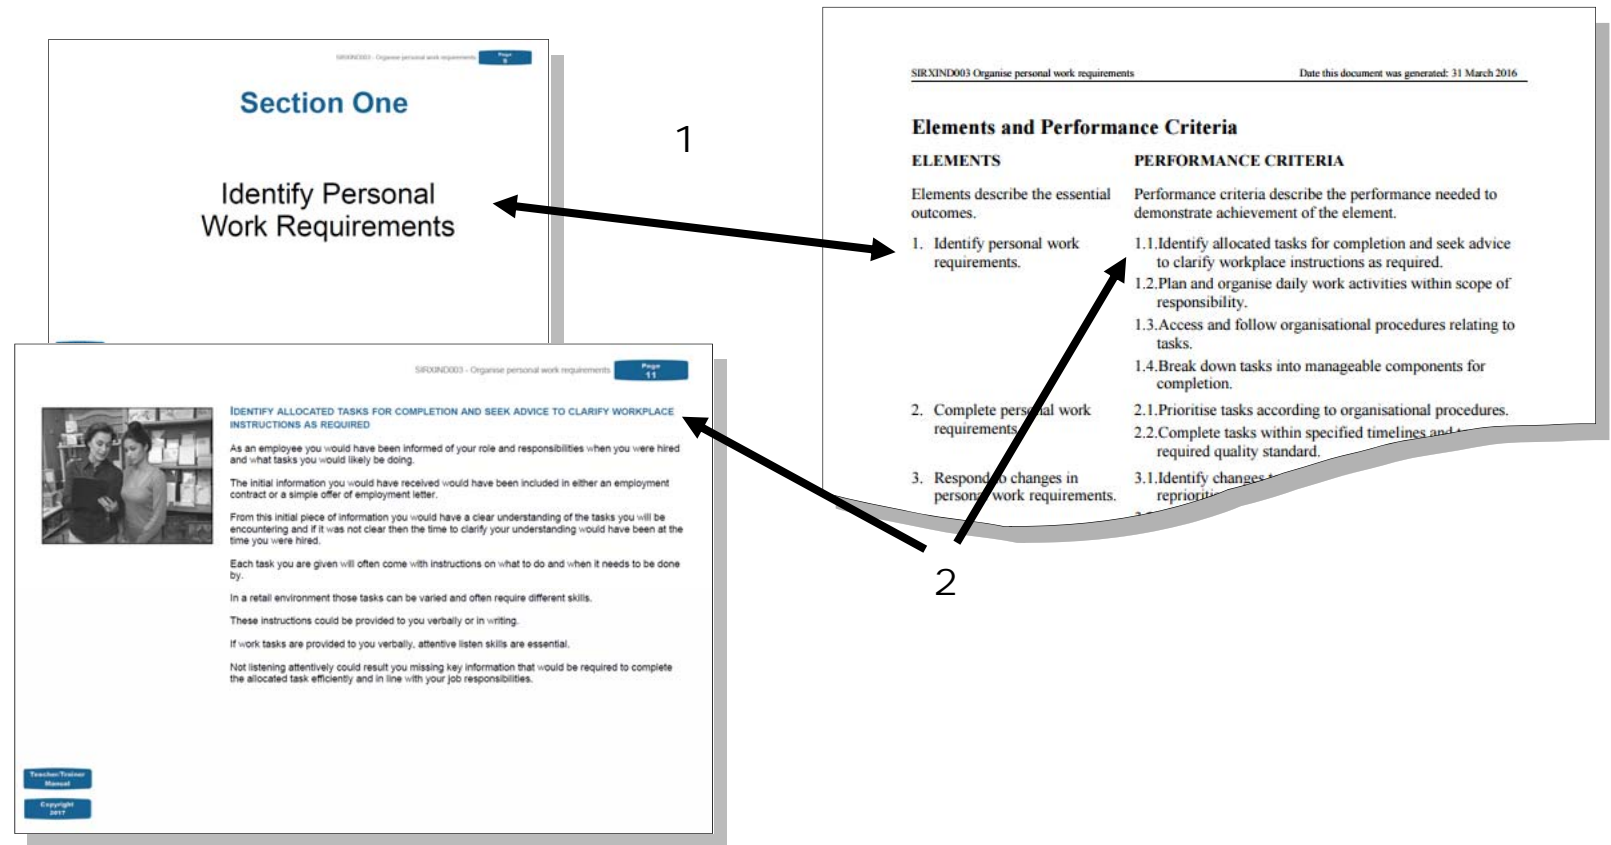 SIRXIND003 - Organise personal work requirements
Page
9
Section One
Identify Personal
Work Requirements
1
SIRXIND003 Organise personal work requirements
Date this document was generated: 31 March 2016
Elements and Performance Criteria
ELEMENTS
PERFORMANCE CRITERIA
Elements describe the essential
outcomes.
Performance criteria describe the performance needed to
demonstrate achievement of the element.
1. Identify personal work
requirements.
1.1.Identify allocated tasks for completion and seek advice
to clarify workplace instructions as required.
1.2.Plan and organise daily work activities within scope of
responsibility.
1.3.Access and follow organisational procedures relating to
tasks.
1.4.Break down tasks into manageable components for
completion.
2. Complete personal work
requirements
2.1.Prioritise tasks according to organisational procedures.
2.2.Complete tasks within specified timelines and
required quality standard.
3. Respond to changes in
personal work requirements.
3.1.Identify changes
SIRXIND003 - Organise personal work requirements
Page
11
IDENTIFY ALLOCATED TASKS FOR COMPLETION AND SEEK ADVICE TO CLARIFY WORKPLACE
INSTRUCTIONS AS REQUIRED
As an employee you would have been informed of your role and responsibilities when you were hired
and what tasks you would likely be doing.
The initial information you would have received would have been included in either an employment
contract or a simple offer of employment letter.
From this initial piece of information you would have a clear understanding of the tasks you will be
encountering and if it was not clear then the time to clarify your understanding would have been at the
time you were hired.
Each task you are given will often come with instructions on what to do and when it needs to be done
by.
In a retail environment those tasks can be varied and often require different skills.
These instructions could be provided to you verbally or in writing.
If work tasks are provided to you verbally, attentive listen skills are essential.
Not listening attentively could result you missing key information that would be required to complete
the allocated task efficiently and in line with your job responsibilities.
Teacher/Trainer
Manual
Copyright
2017
2